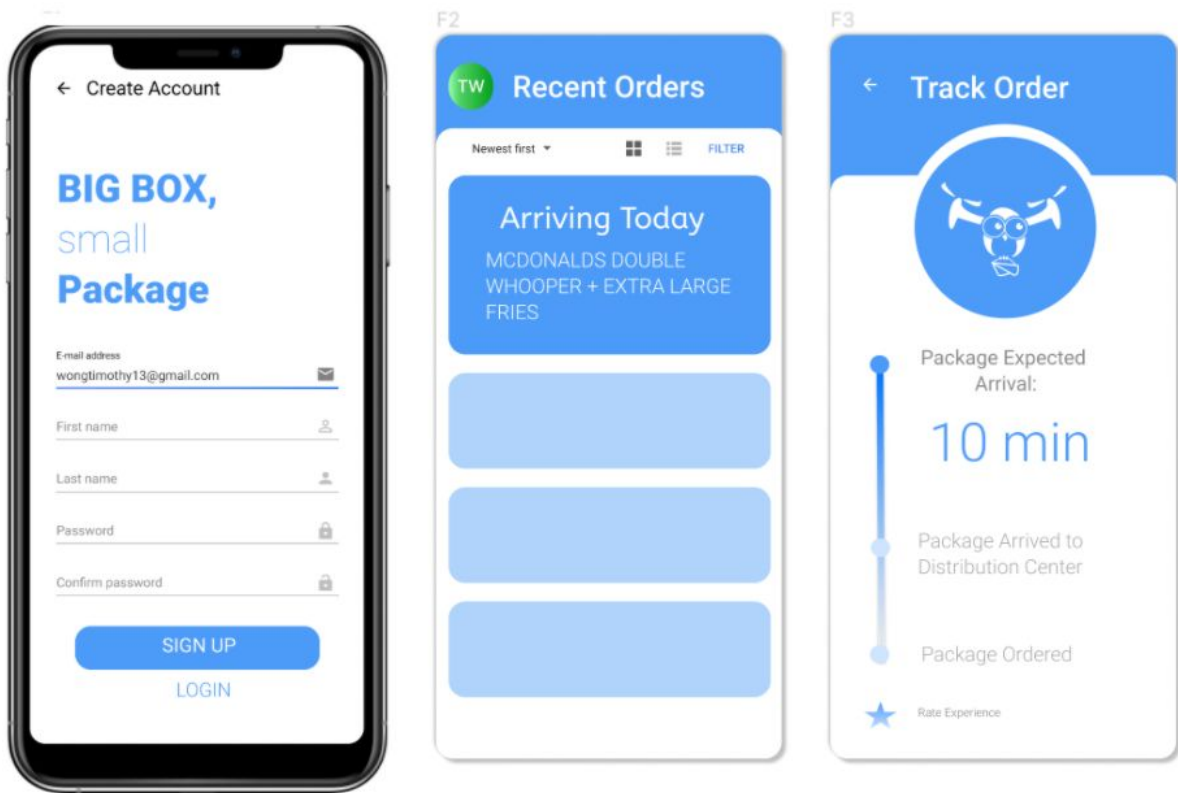 ← Create Account
BIG BOX,
small
Package
E-mail address
wongtimothy13@gmail.com
First name
Last name
Password
Confirm password
SIGN UP
LOGIN
F2
TW
Recent Orders
Newest first
FILTER
Arriving Today
MCDONALDS DOUBLE
WHOOPER + EXTRA LARGE
FRIES
F3
← Track Order
Package Expected
Arrival:
10 min
Package Arrived to
Distribution Center
Package Ordered
Rate Experience